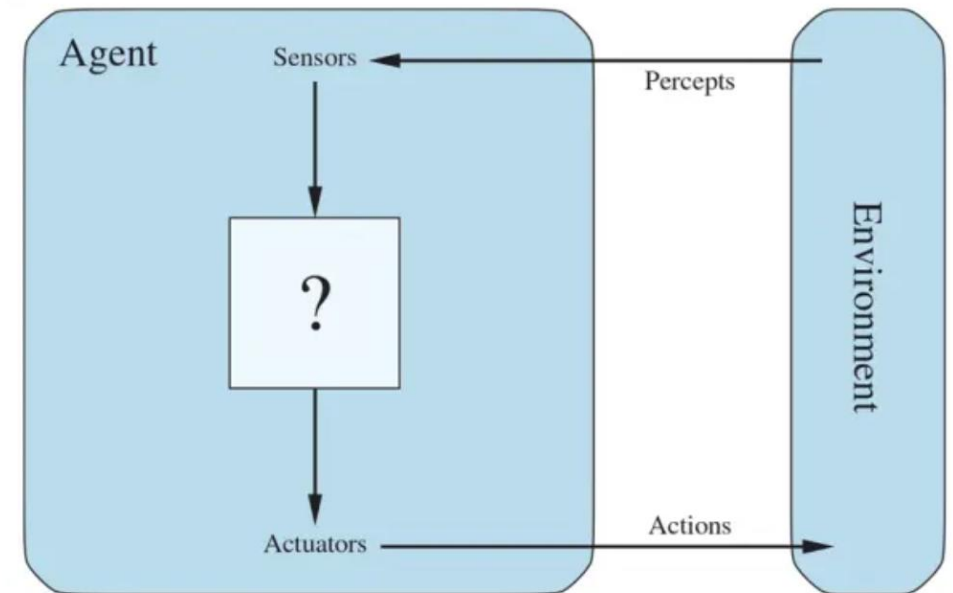 Agent
Sensors
Percepts
?
Environment
Actions
Actuators